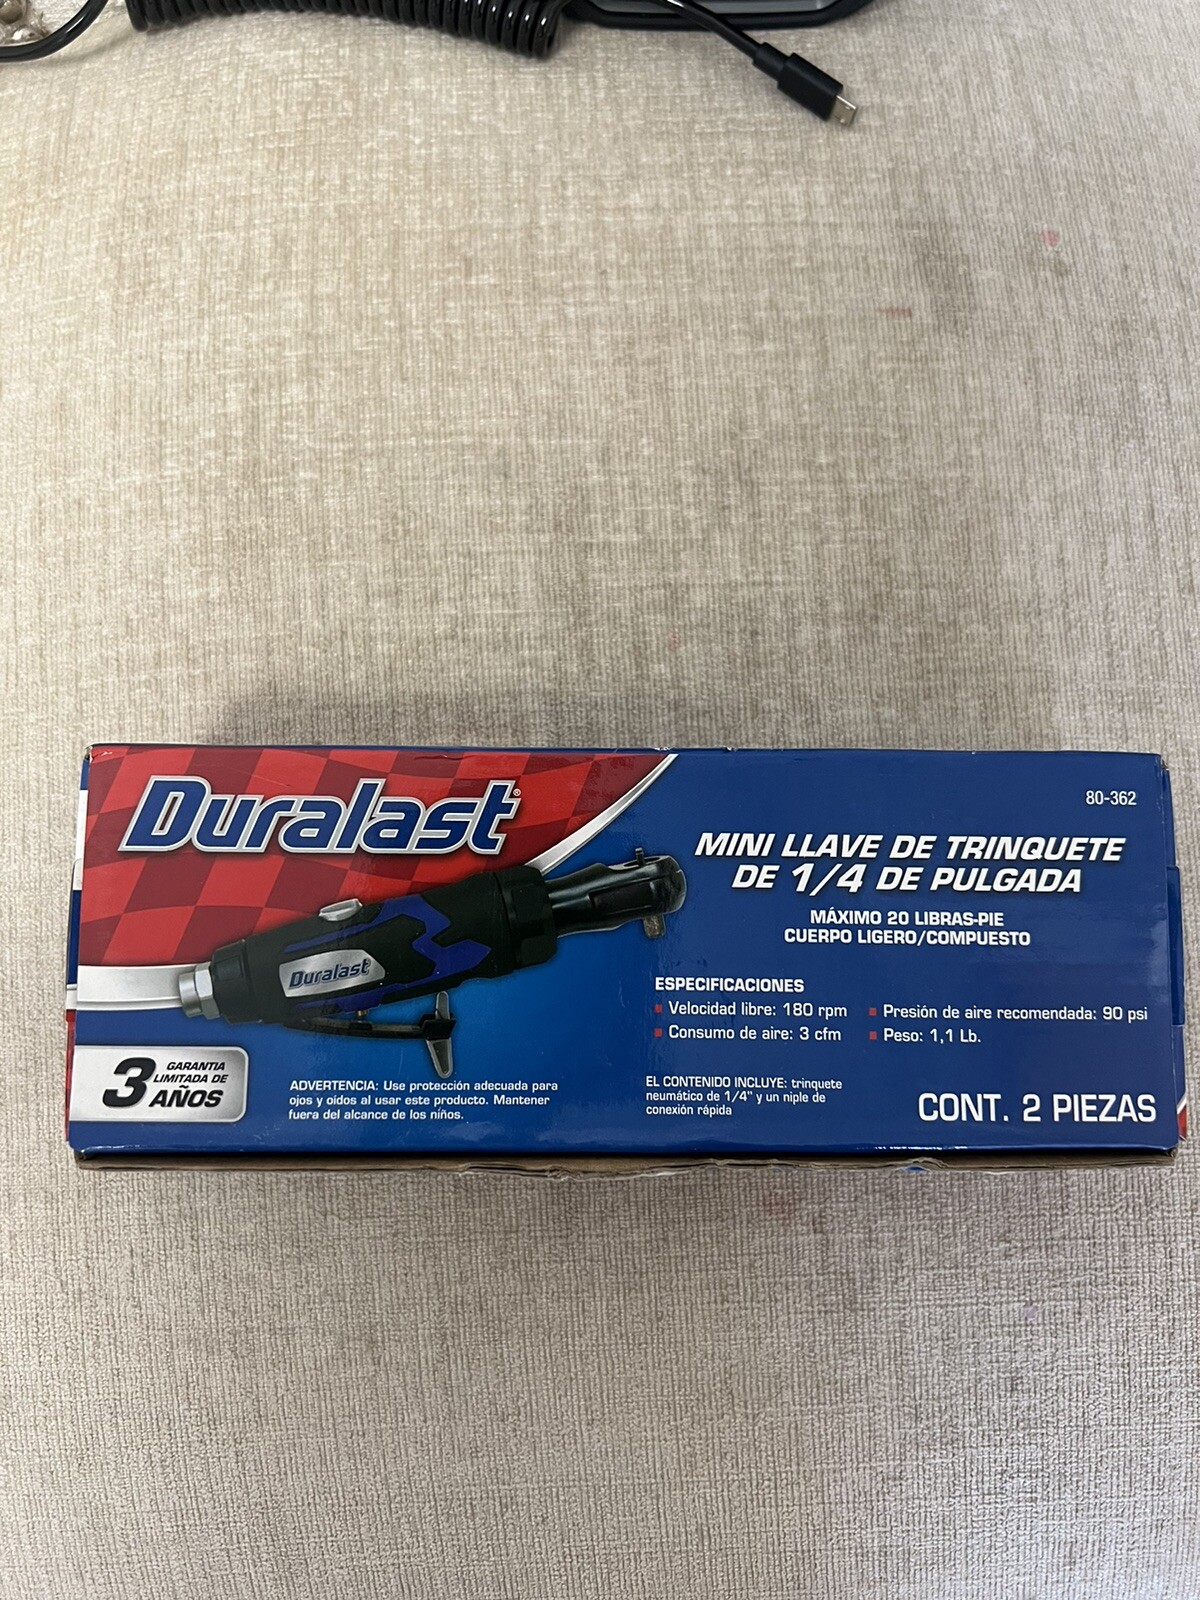 Duralast®
80-362
MINI LLAVE DE TRINQUETE
DE 1/4 DE PULGADA
MÁXIMO 20 LIBRAS-PIE
CUERPO LIGERO/COMPUESTO
Duralast
ESPECIFICACIONES
Velocidad libre: 180 rpm
Consumo de aire: 3 cfm
Presión de aire recomendada: 90 psi
Peso: 1,1 Lb.
3 GARANTIA
LIMITADA DE
AÑOS
ADVERTENCIA: Use protección adecuada para
ojos y oídos al usar este producto. Mantener
fuera del alcance de los niños.
EL CONTENIDO INCLUYE: trinquete
neumático de 1/4" y un niple de
conexión rápida
CONT. 2 PIEZAS